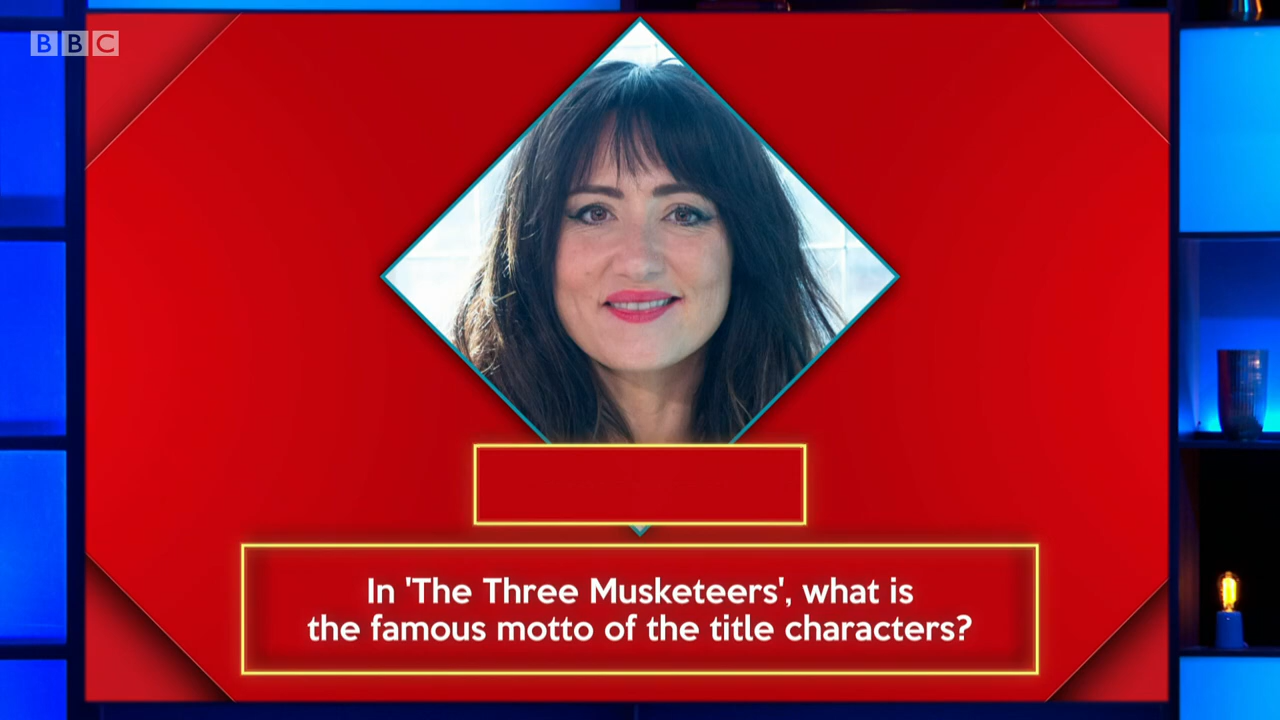 BBC
In 'The Three Musketeers', what is
the famous motto of the title characters?